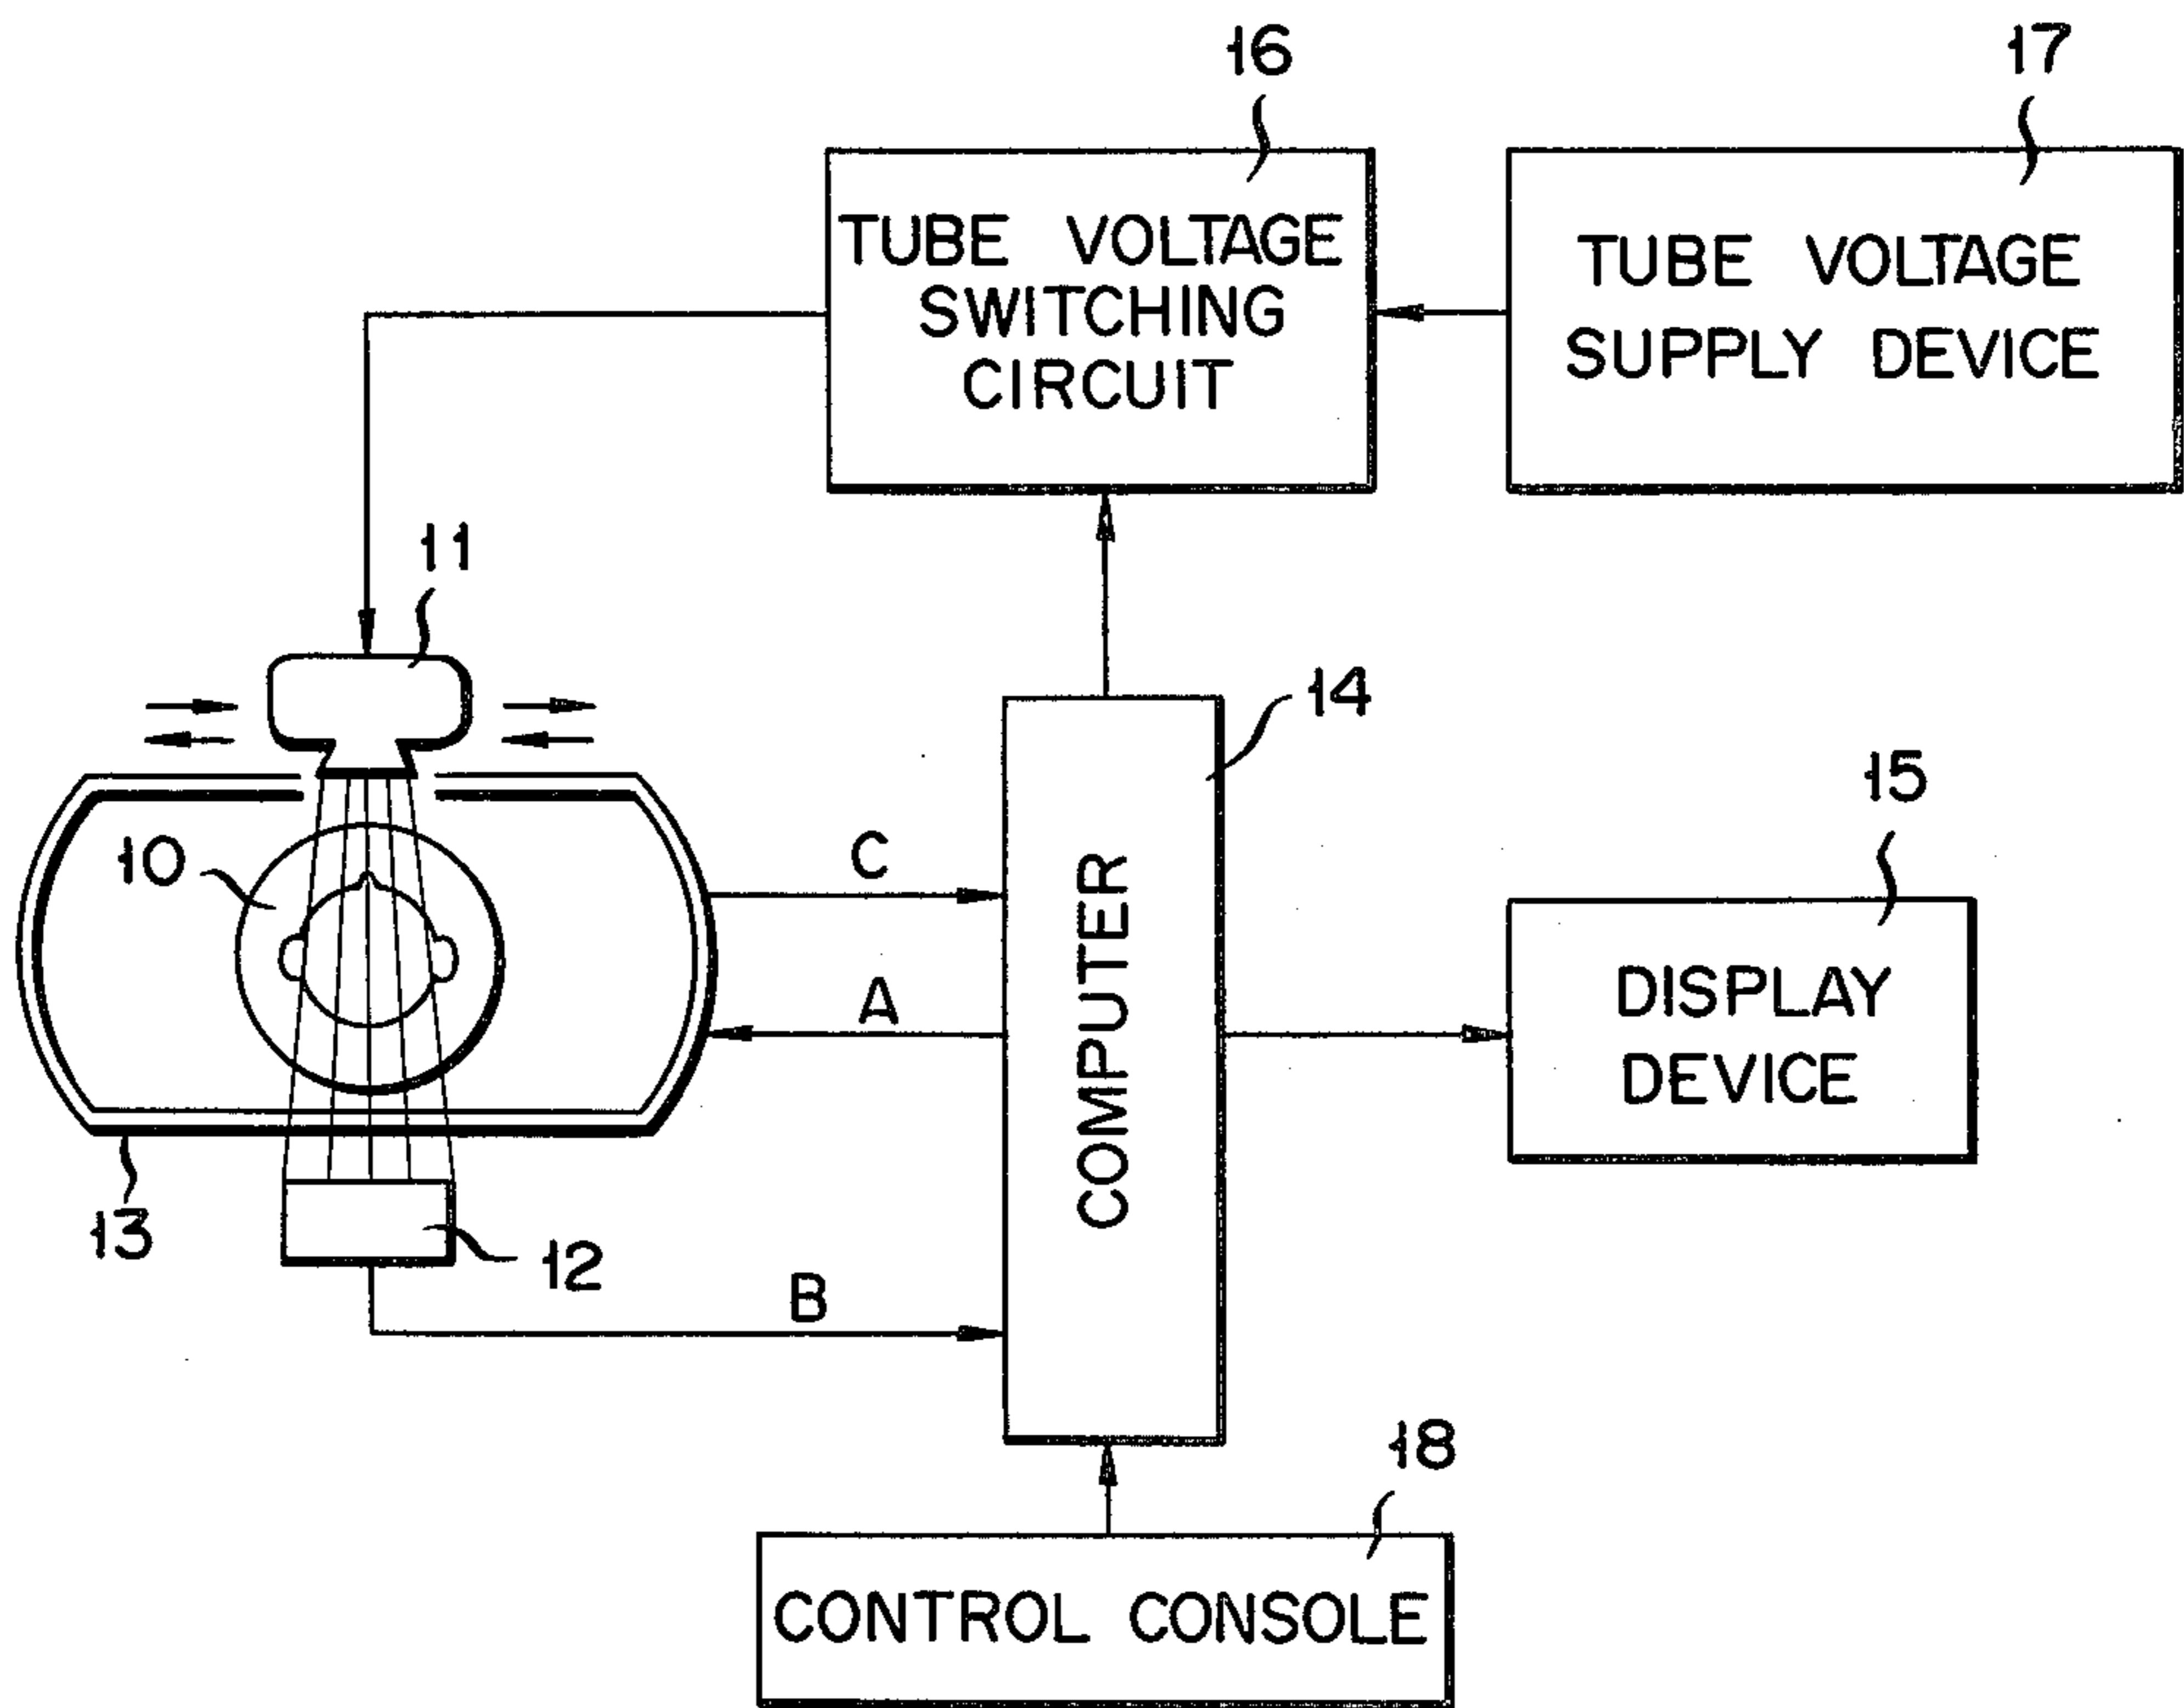 16
17
TUBE VOLTAGE
SWITCHING
CIRCUIT
TUBE VOLTAGE
SUPPLY DEVICE
11
14
15
10
C
A
COMPUTER
DISPLAY
DEVICE
13
12
B
18
CONTROL CONSOLE